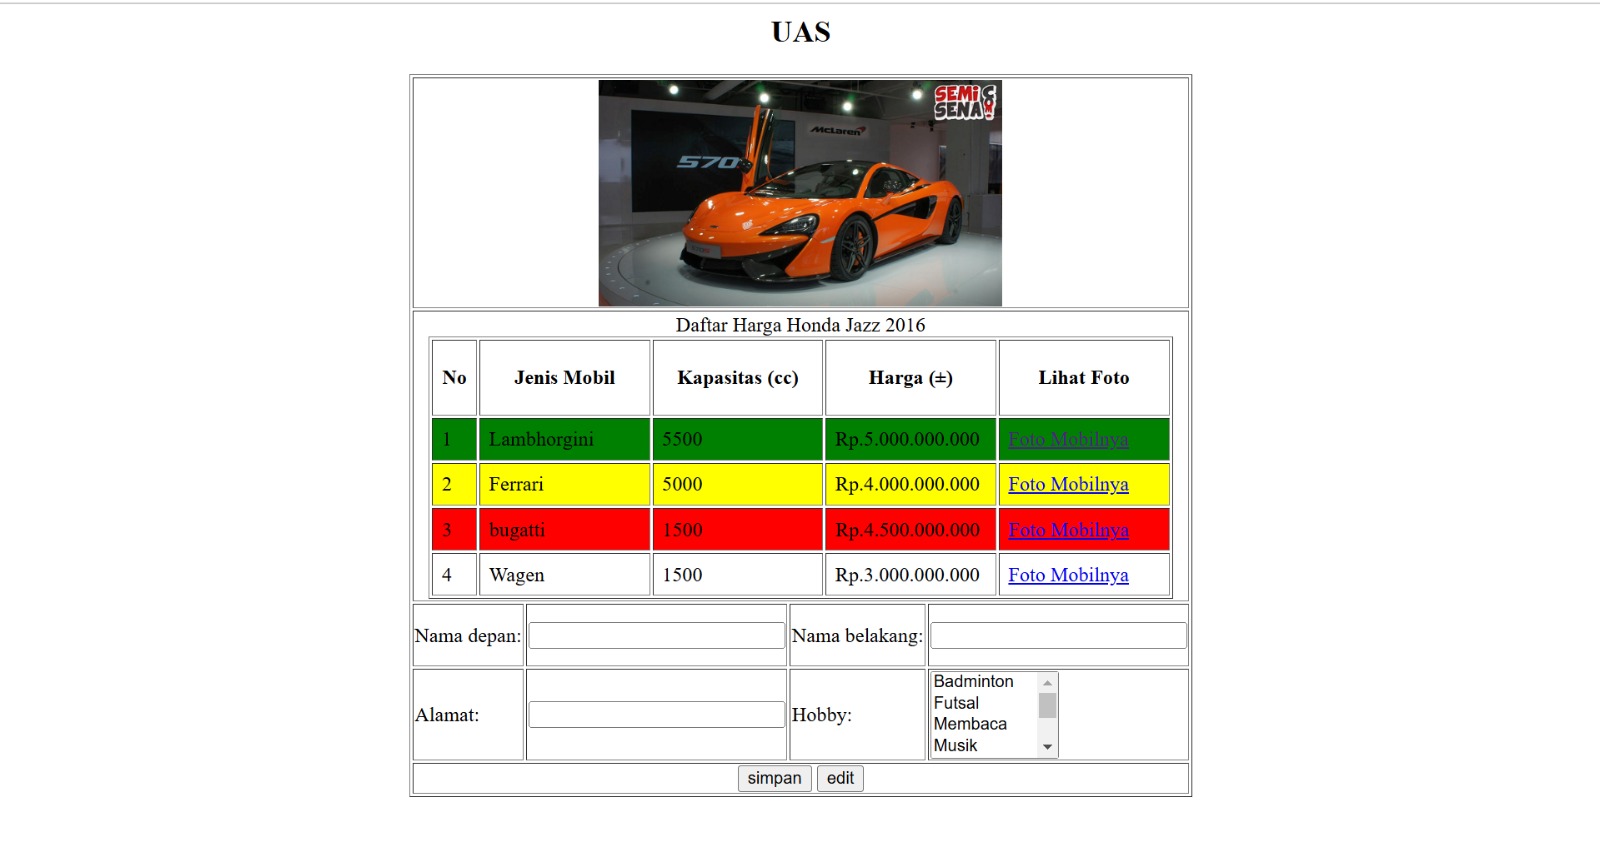 UAS
SEMI
SENA
.COM
McLaren
570
Daftar Harga Honda Jazz 2016
No Jenis Mobil Kapasitas (cc) Harga (±) Lihat Foto
1 Lambhorgini 5500 Rp.5.000.000.000 Foto Mobilnya
2 Ferrari 5000 Rp.4.000.000.000 Foto Mobilnya
3 bugatti 1500 Rp.4.500.000.000 Foto Mobilnya
4 Wagen 1500 Rp.3.000.000.000 Foto Mobilnya
Nama depan: Nama belakang:
Alamat: Hobby:
Badminton
Futsal
Membaca
Musik
simpan edit